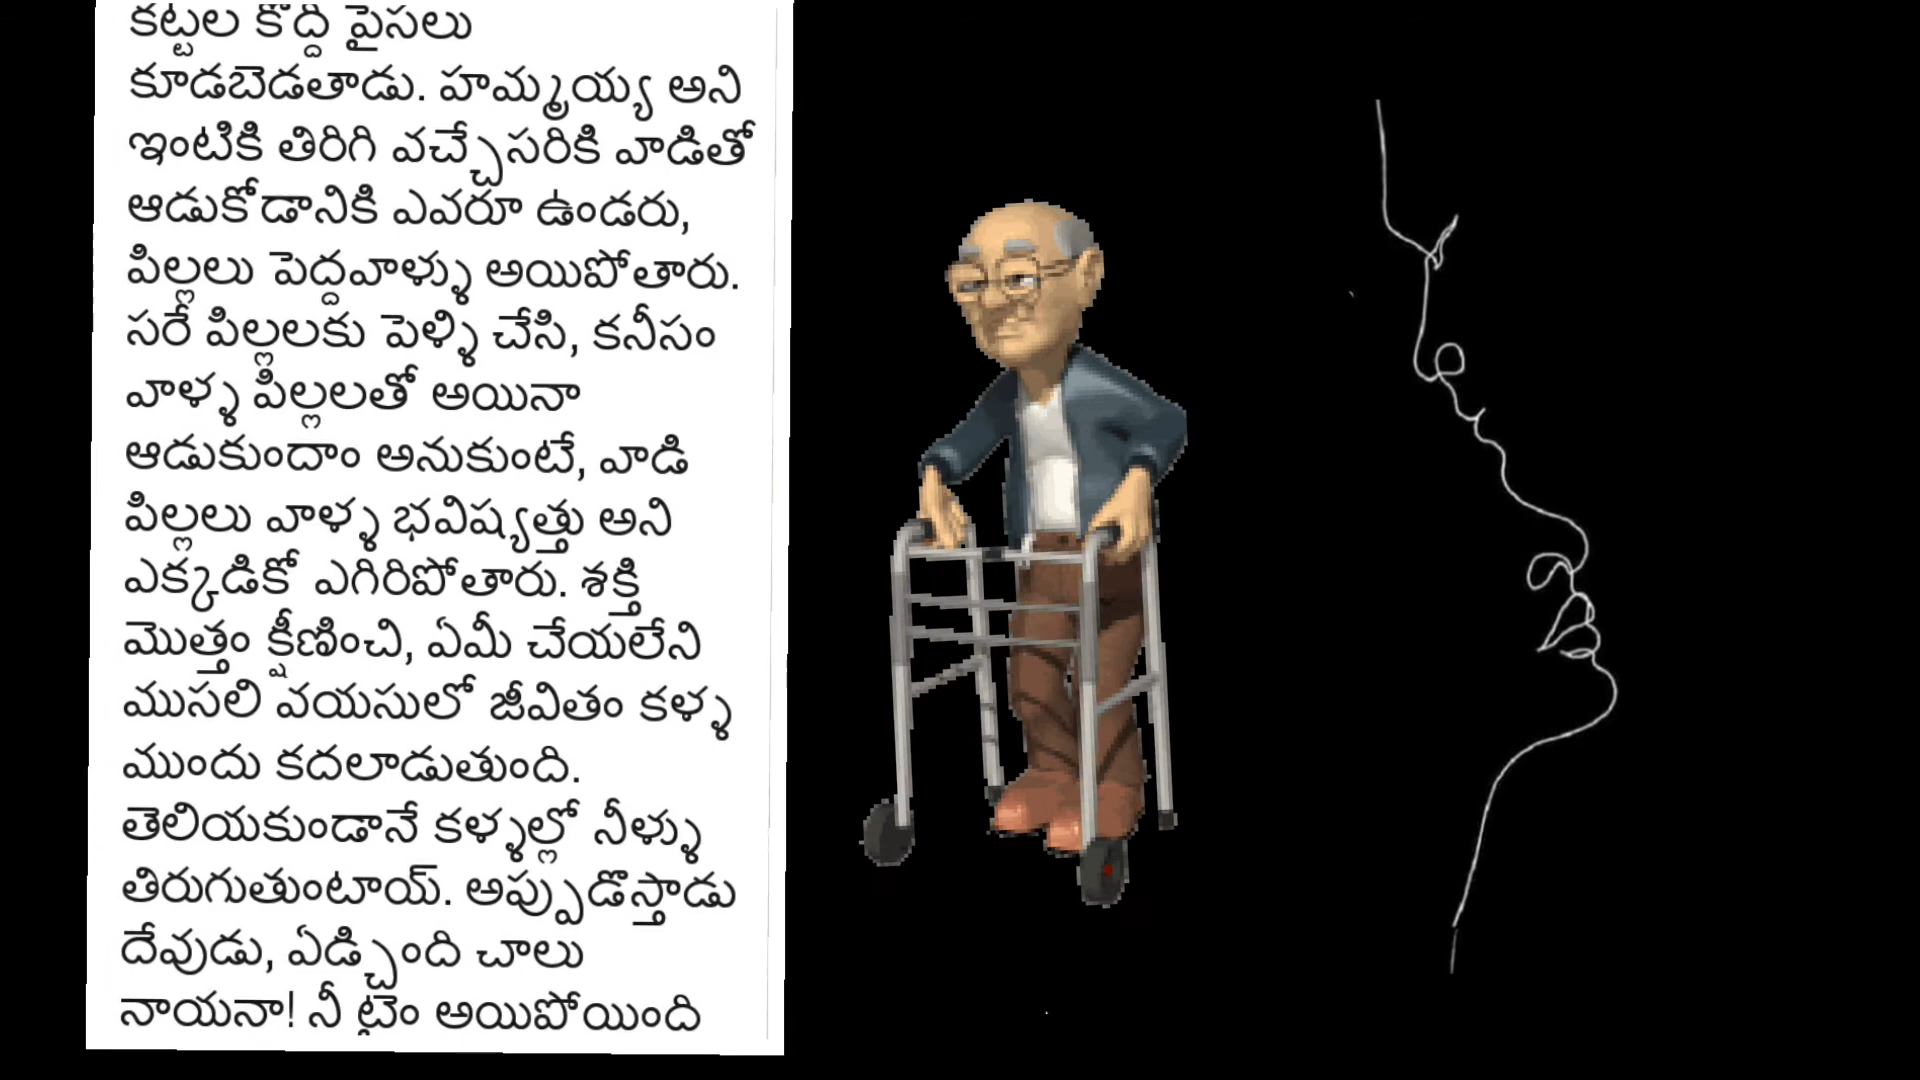 కట్టల కొద్ది పైసలు
కూడబెడతాడు. హమ్మయ్య అని
ఇంటికి తిరిగి వచ్చేసరికి వాడితో
ఆడుకోడానికి ఎవరూ ఉండరు,
పిల్లలు పెద్దవాళ్ళు అయిపోతారు.
సరే పిల్లలకు పెళ్ళి చేసి, కనీసం
వాళ్ళ పిల్లలతో అయినా
ఆడుకుందాం అనుకుంటే, వాడి
పిల్లలు వాళ్ళ భవిష్యత్తు అని
ఎక్కడికో ఎగిరిపోతారు. శక్తి
మొత్తం క్షీణించి, ఏమీ చేయలేని
ముసలి వయసులో జీవితం కళ్ళ
ముందు కదలాడుతుంది.
తెలియకుండానే కళ్ళల్లో నీళ్ళు
తిరుగుతుంటాయ్. అప్పుడొస్తాడు
దేవుడు, ఏడ్చింది చాలు
నాయనా! నీ టైం అయిపోయింది